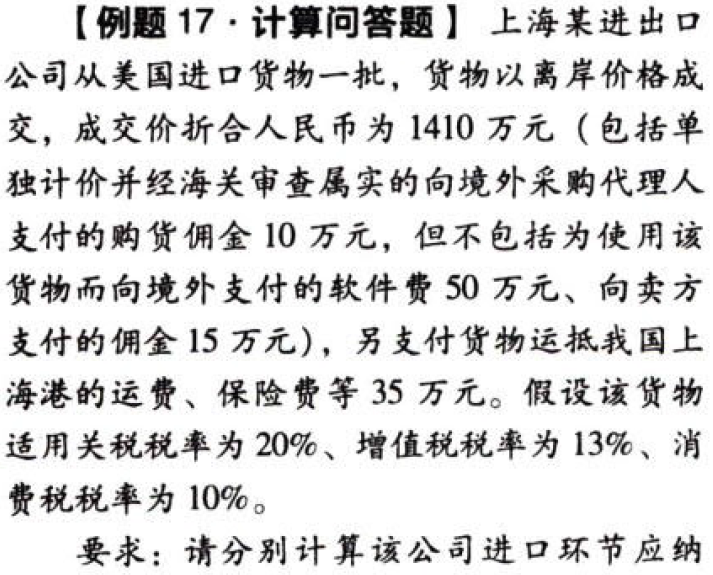 【例题 17·计算问答题】 上海某进出口
公司从美国进口货物一批，货物以离岸价格成
交，成交价折合人民币为 1410 万元（包括单
独计价并经海关审查属实的向境外采购代理人
支付的购货佣金 10 万元，但不包括为使用该
货物而向境外支付的软件费 50 万元、向卖方
支付的佣金 15 万元），另支付货物运抵我国上
海港的运费、保险费等 35 万元。假设该货物
适用关税税率为 20%、增值税税率为 13%、消
费税税率为 10%。
要求：请分别计算该公司进口环节应纳